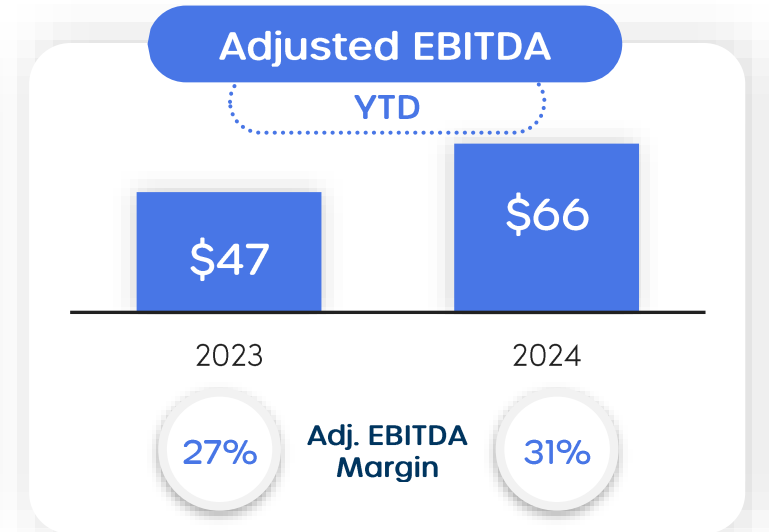 Adjusted EBITDA
YTD
$47
$66
2023
2024
27%
Adj. EBITDA
Margin
31%